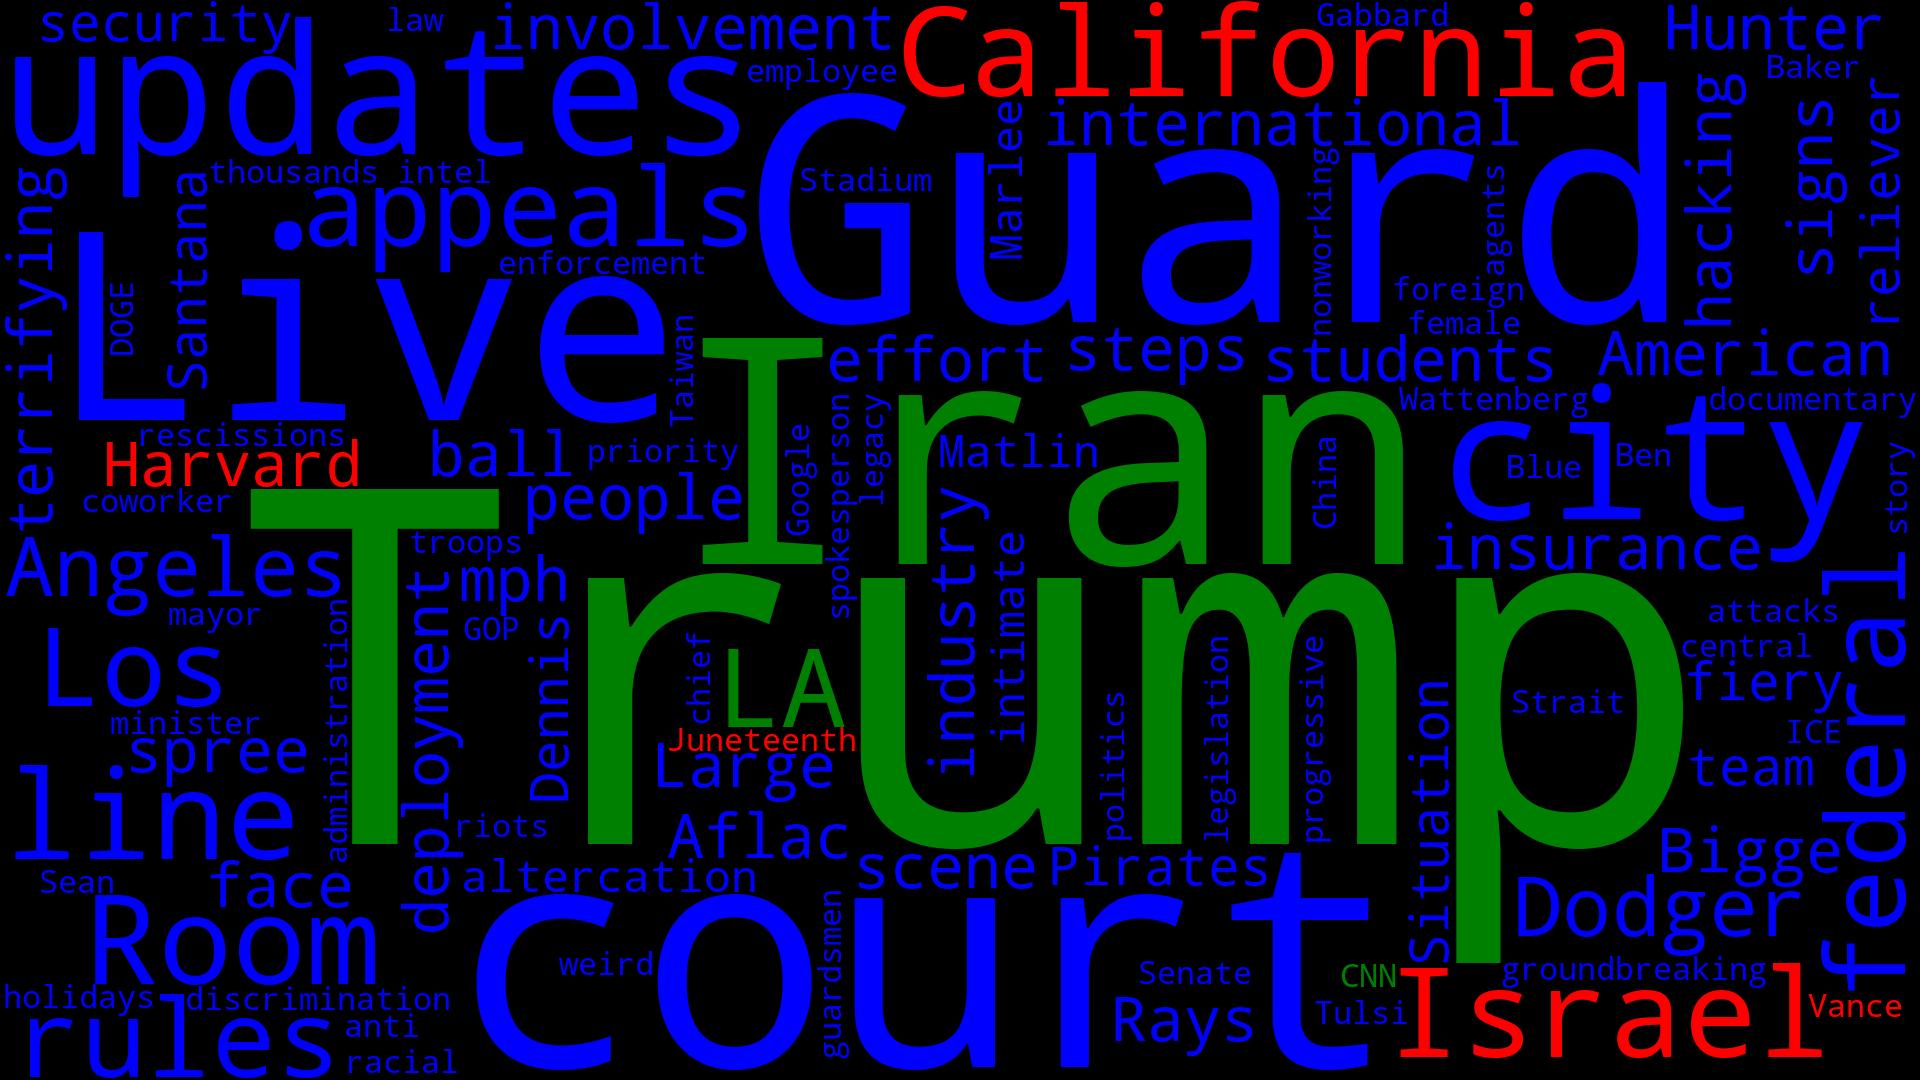 security
law
involvement
California
Gabbard
Hunter
updates
employee
Baker
Guard
international
Marlee
hacking
signs
reliever
thousands
intel
appeals
Stadium
nonworking
agents
terrifying
Santana
Live
enforcement
foreign
female
DOGE
Taiwan
effort
steps
students
American
Iran
Wattenberg
documentary
city
rescissions
Harvard
ball
priority
Google
spokesperson
legacy
Matlin
China
Blue
Ben
story
coworker
people
Trump
troops
industry
intimate
insurance
federal
Angeles
mph
mayor
administration
deployment
GOP
Dennis
chief
LA
attacks
central
Los
fiery
politics
legislation
progressive
Situation
Strait
minister
spree
Juneteenth
Large
ICE
team
line
riots
Aflac
Bigge
Sean
face
altercation
scene
Pirates
Dodger
Room
court
guardsmen
weird
Senate
CNN
groundbreaking
Israel
holidays
discrimination
Rays
Tulsi
Vance
rules
anti
racial